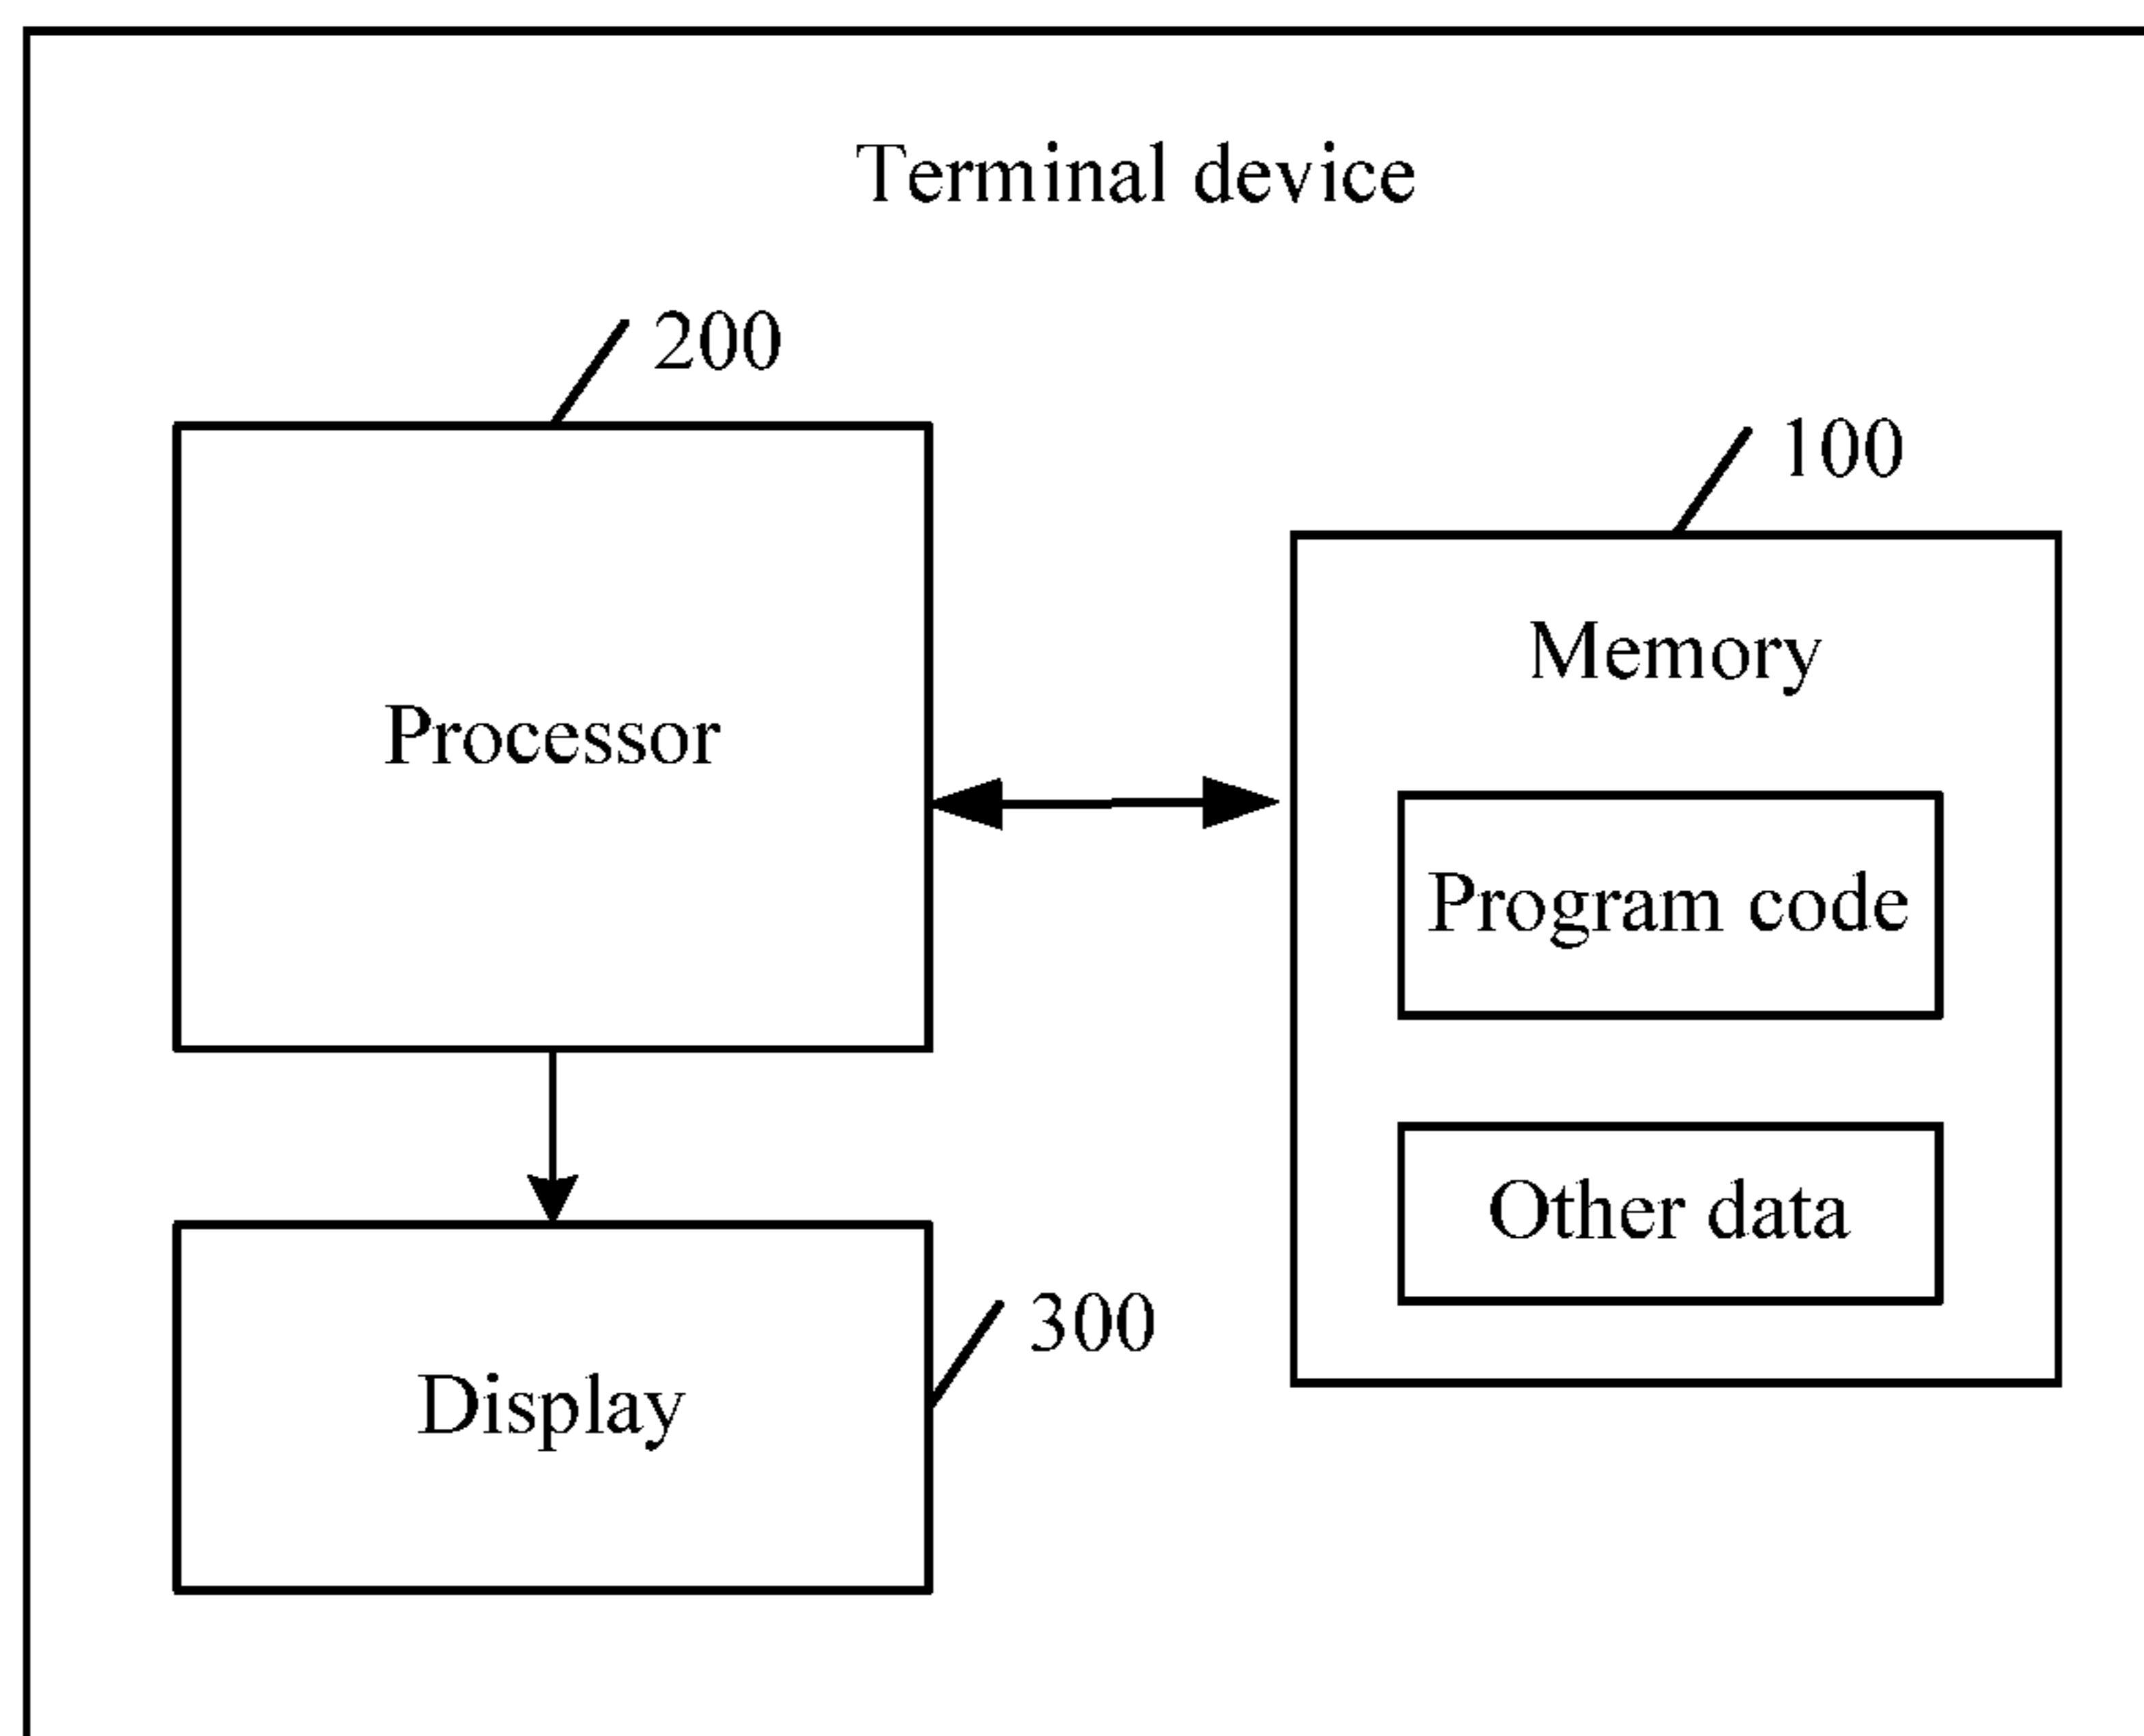 Terminal device
200
100
Memory
Processor
Program code
Other data
300
Display